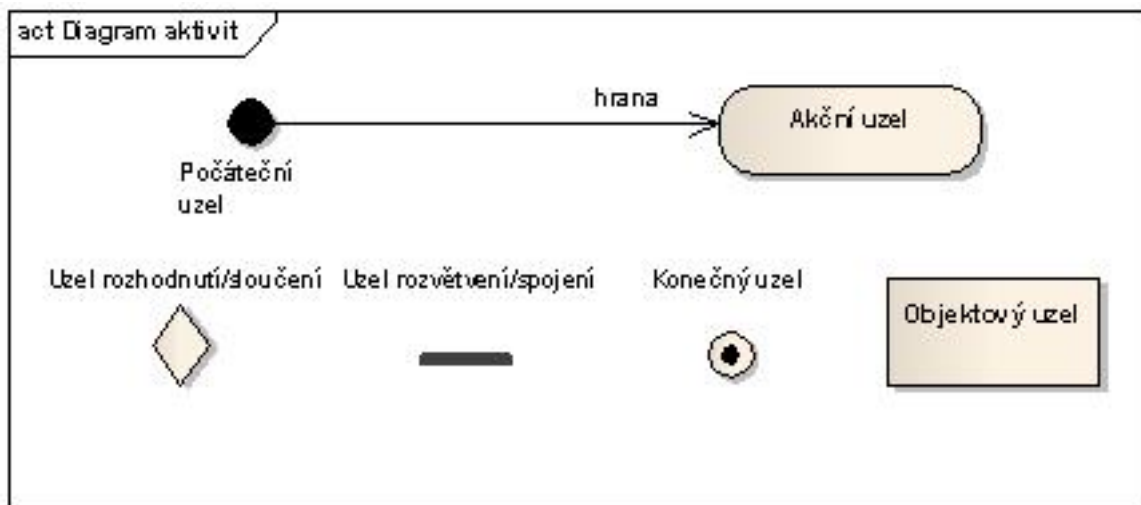 act Diagram aktivit
hrana
Akční uzel
Počáteční
uzel
Uzel rozhodnutí/sloučení
Uzel rozvětvení/spojení
Konečný uzel
Objektový uzel